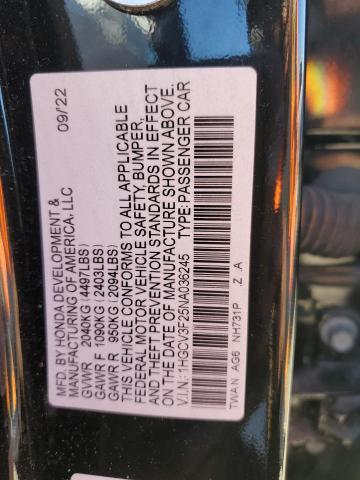 MFD. BY HONDA DEVELOPMENT & 09/22
MANUFACTURING OF AMERICA, LLC
GVWR 2040KG (4497LBS)
GAWR F 1090KG (2403LBS)
GAWR R 950KG (2094LBS)
THIS VEHICLE CONFORMS TO ALL APPLICABLE
FEDERAL MOTOR VEHICLE SAFETY, BUMPER,
AND THEFT PREVENTION STANDARDS IN EFFECT
ON THE DATE OF MANUFACTURE SHOWN ABOVE.
V.I.N.:1HGCV3F25NA036245 TYPE:PASSENGER CAR
TWAN AG6 NH731P Z .A